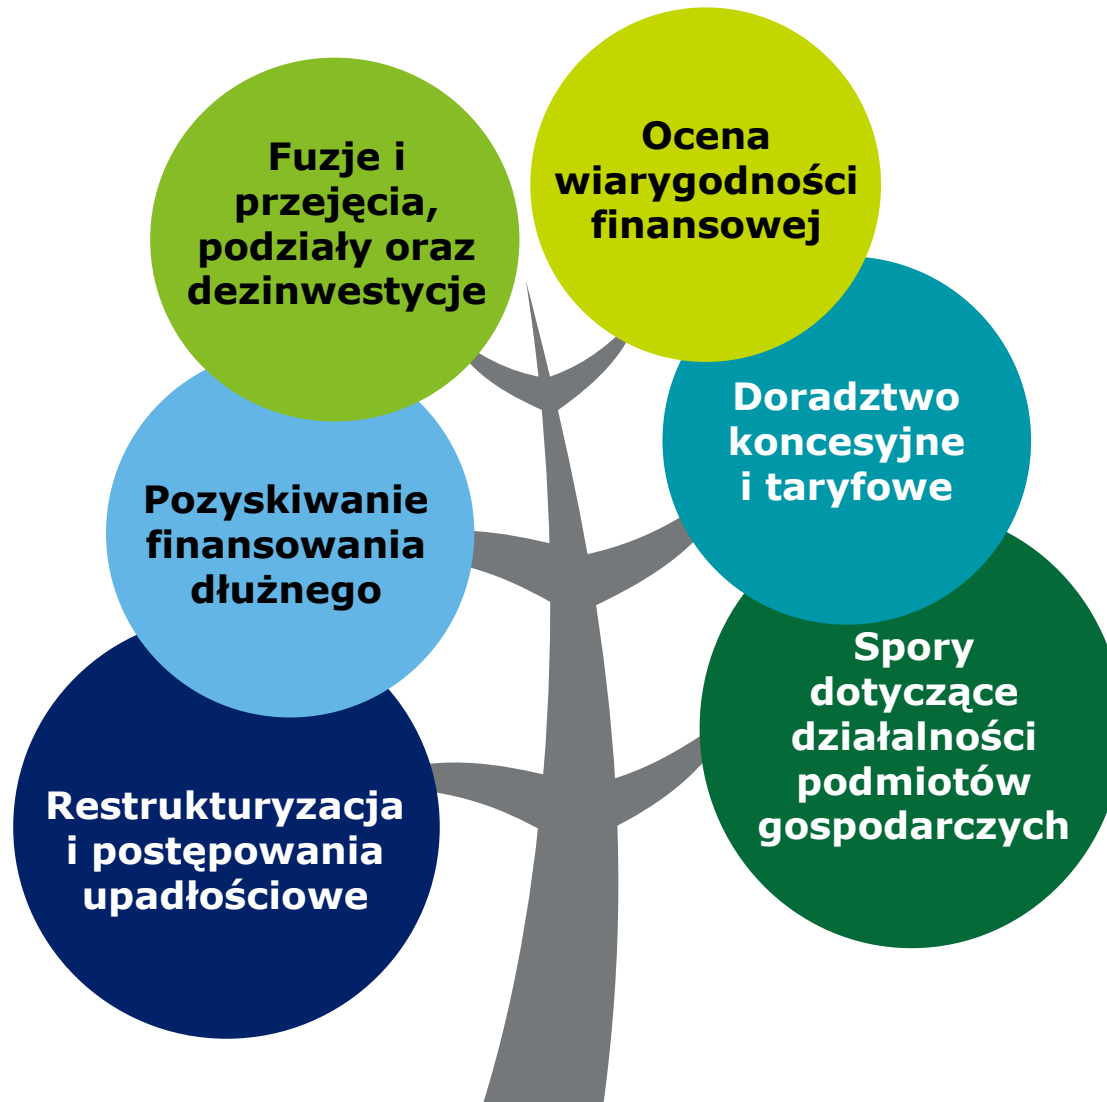 Fuzje i
przejęcia,
podziały oraz
dezinwestycje
Ocena
wiarygodności
finansowej
Pozyskiwanie
finansowania
dłużnego
Doradztwo
koncesyjne
i taryfowe
Restrukturyzacja
i postępowania
upadłościowe
Spory
dotyczące
działalności
podmiotów
gospodarczych